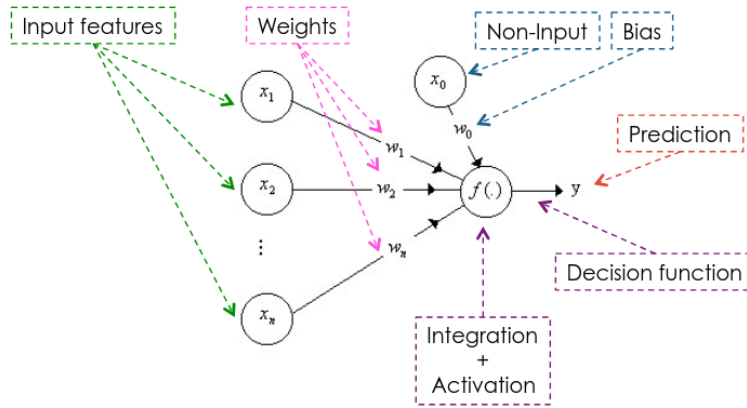 Input features
Weights
Non-Input
Bias
x₁
x₀
w₀
w₁
Prediction
x₂
w₂
f(.)
y
⋮
wₙ
Decision function
xₙ
Integration
+
Activation